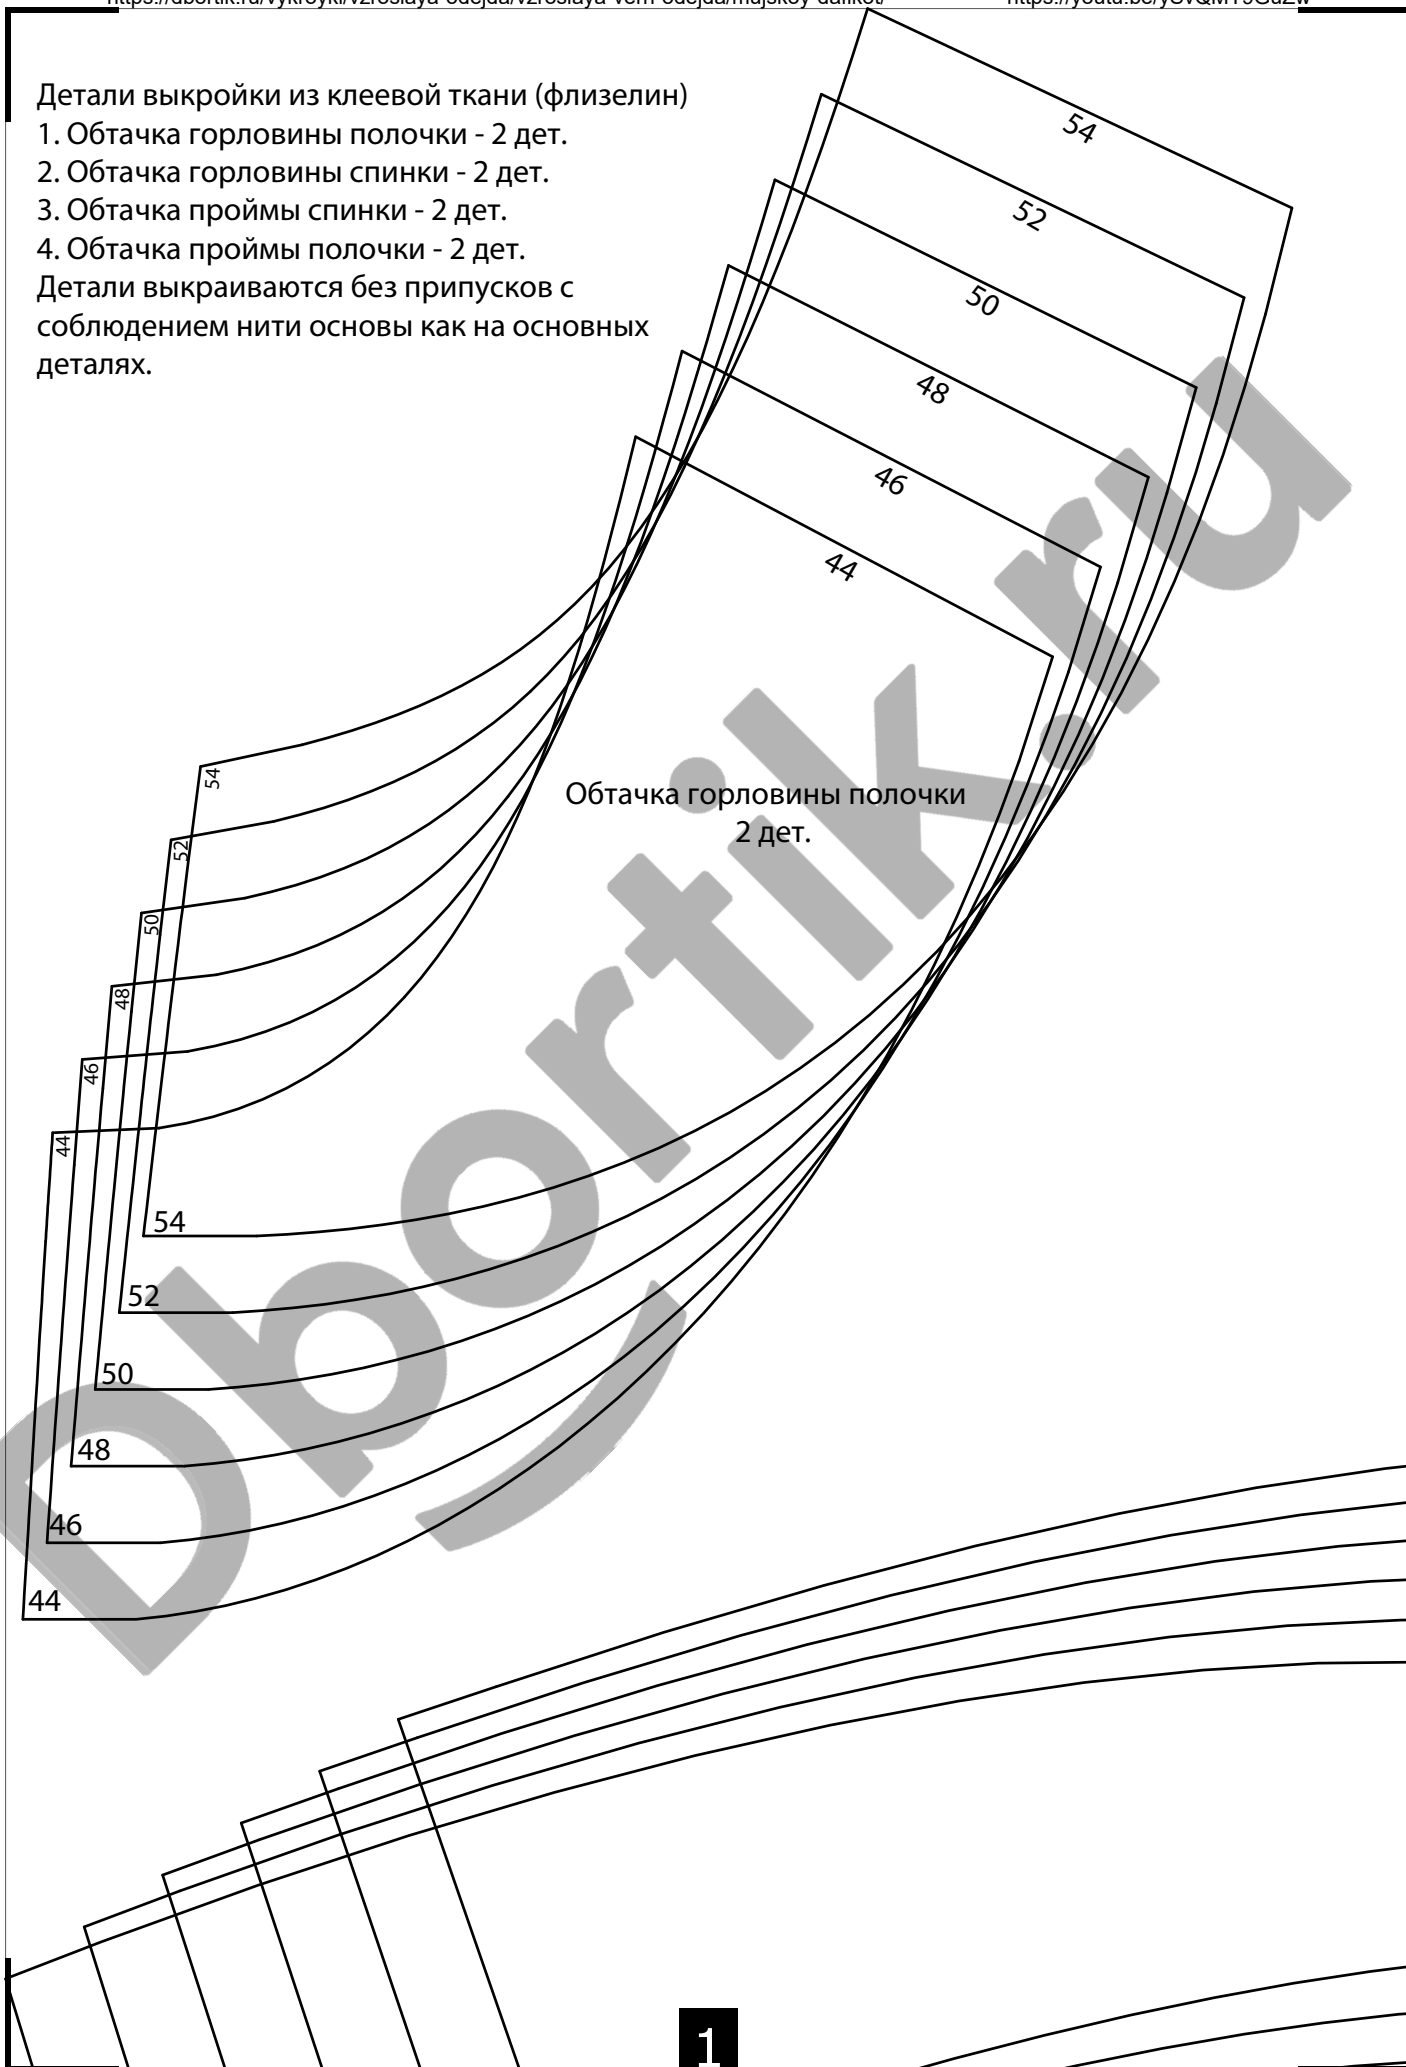 Детали выкройки из клеевой ткани (флизелин)
1. Обтачка горловины полочки - 2 дет.
2. Обтачка горловины спинки - 2 дет.
3. Обтачка проймы спинки - 2 дет.
4. Обтачка проймы полочки - 2 дет.
Детали выкраиваются без припусков с
соблюдением нити основы как на основных
деталях.
54
52
50
48
46
44
Обтачка горловины полочки
2 дет.
54
52
50
48
46
44
54
52
50
48
46
44
Dbortik.ru
1